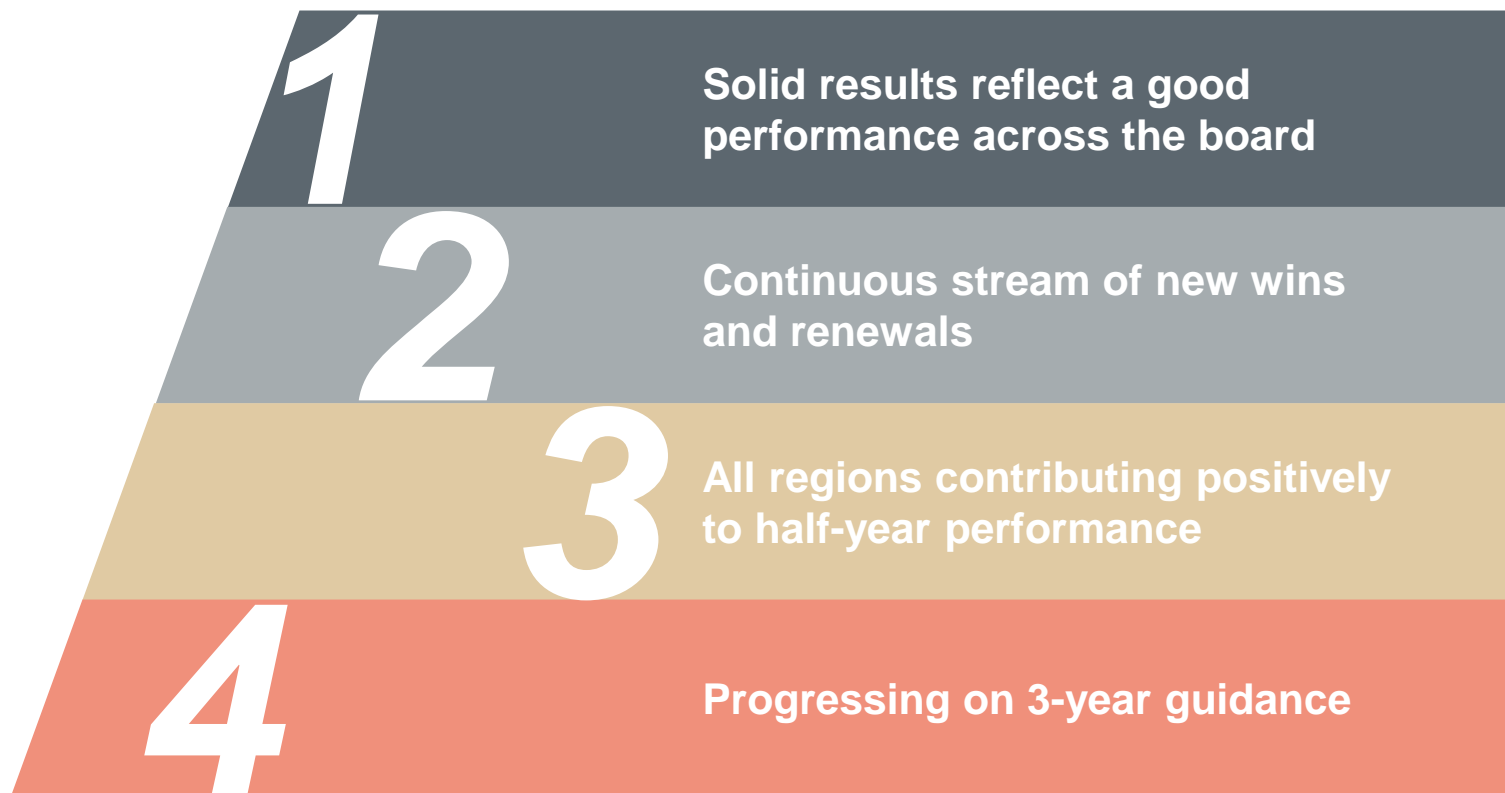 1
Solid results reflect a good
performance across the board
2
Continuous stream of new wins
and renewals
3
All regions contributing positively
to half-year performance
4
Progressing on 3-year guidance